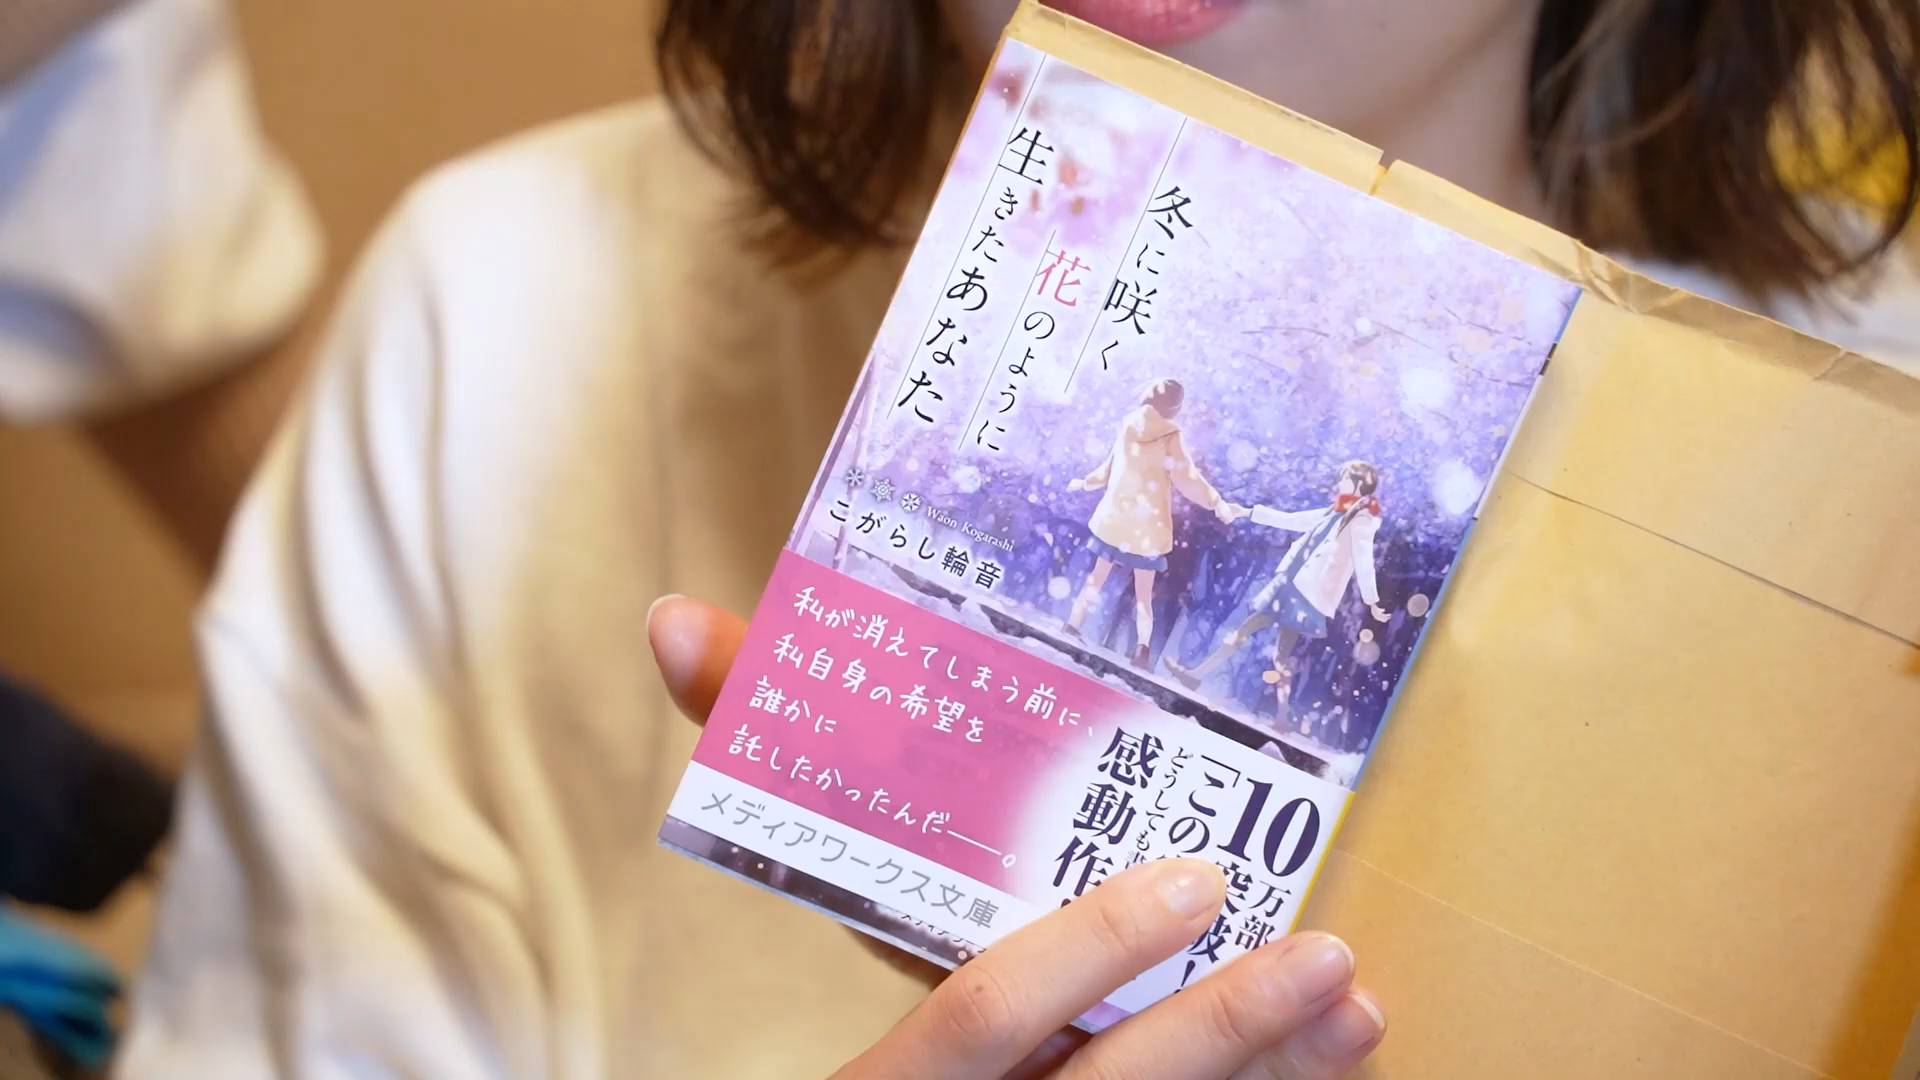 冬に咲く
花のように
生きたあなた
Waon Kogarashi
こがらし輪音
私が消えてしまう前に、
私自身の希望を
誰かに
託したかったんだ――。
10万部突破!
「この
どうしても
感動作!
メディアワークス文庫